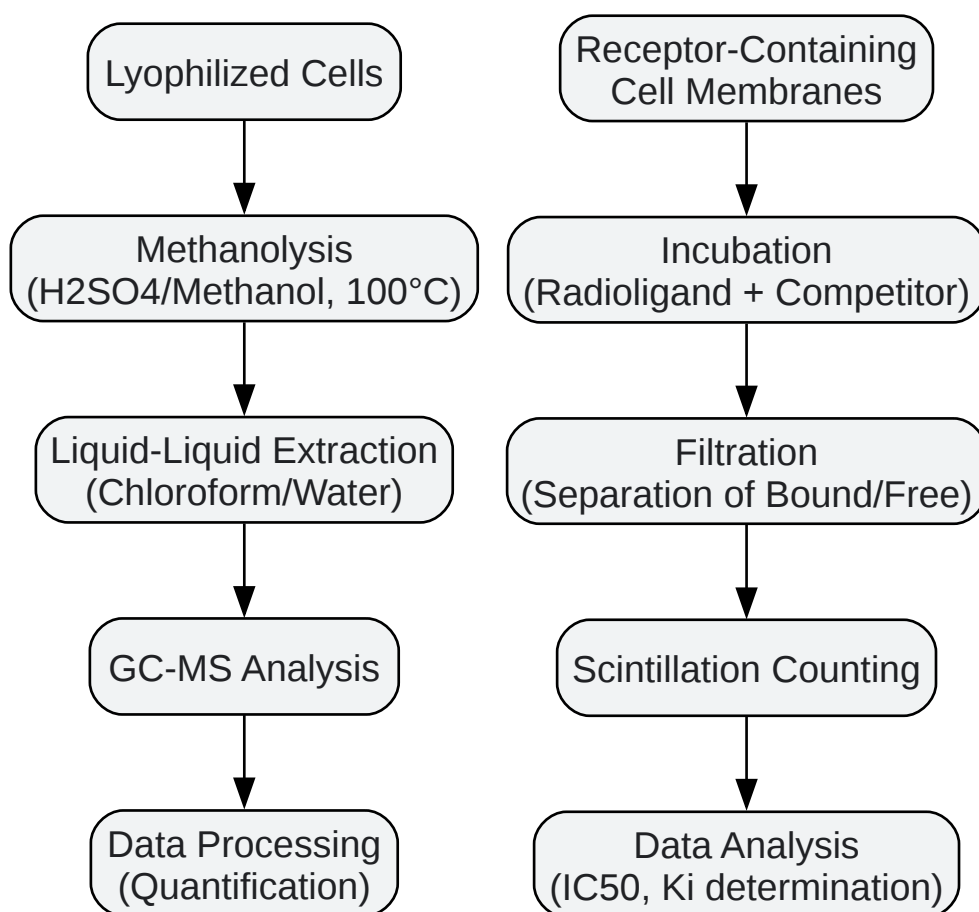 Lyophilized Cells
Methanolysis
(H2SO4/Methanol, 100°C)
Liquid-Liquid Extraction
(Chloroform/Water)
GC-MS Analysis
Data Processing
(Quantification)
Receptor-Containing
Cell Membranes
Incubation
(Radioligand + Competitor)
Filtration
(Separation of Bound/Free)
Scintillation Counting
Data Analysis
(IC50, Ki determination)